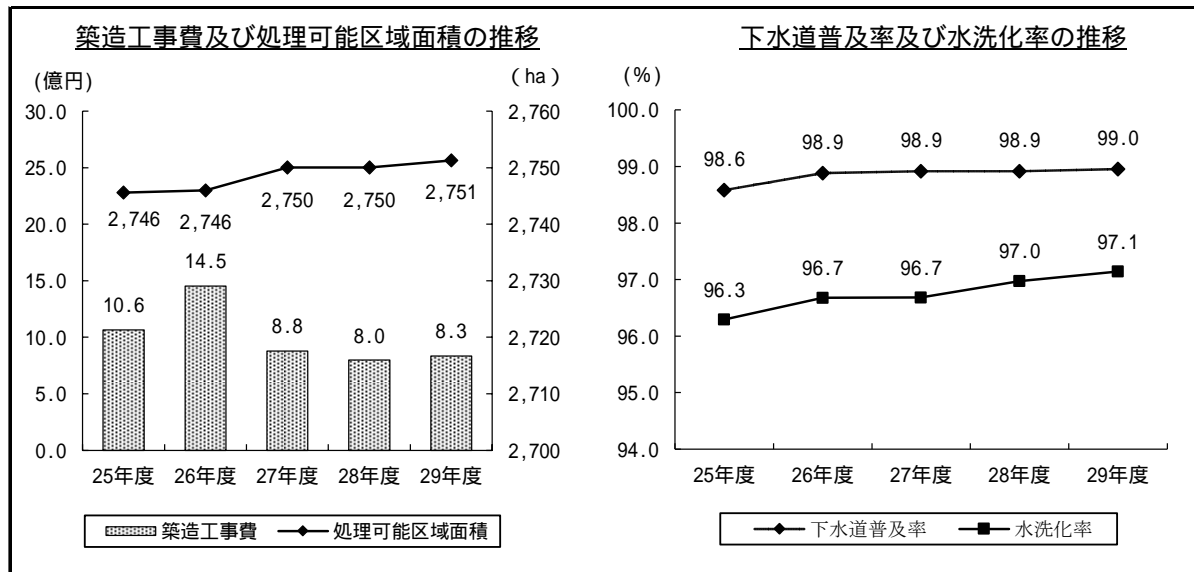 築造工事費及び処理可能区域面積の推移
(億円)
(ha)
30.0
25.0
20.0
15.0
10.0
5.0
0.0
2,760
2,750
2,740
2,730
2,720
2,710
2,700
2,746
2,746
2,750
2,750
2,751
10.6
14.5
8.8
8.0
8.3
25年度
26年度
27年度
28年度
29年度
築造工事費
処理可能区域面積
下水道普及率及び水洗化率の推移
(%)
100.0
99.0
98.0
97.0
96.0
95.0
94.0
98.6
98.9
98.9
98.9
99.0
96.3
96.7
96.7
97.0
97.1
25年度
26年度
27年度
28年度
29年度
下水道普及率
水洗化率